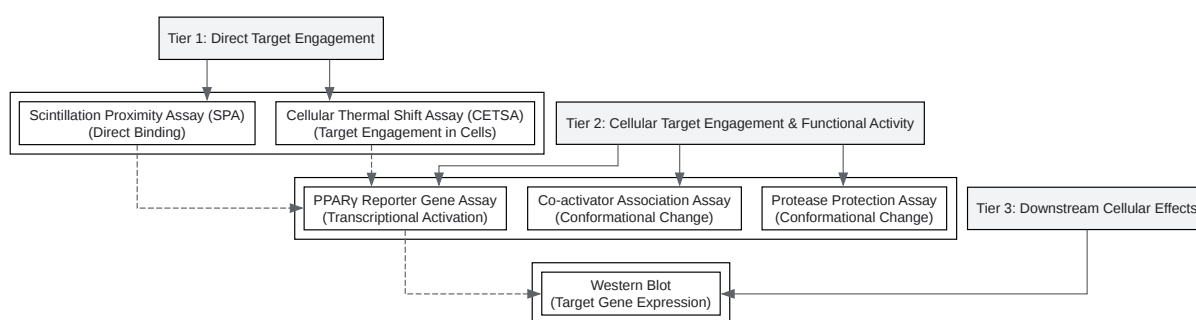 Tier 1: Direct Target Engagement
Scintillation Proximity Assay (SPA)
(Direct Binding)
Cellular Thermal Shift Assay (CETSA)
(Target Engagement in Cells)
Tier 2: Cellular Target Engagement & Functional Activity
PPARγ Reporter Gene Assay
(Transcriptional Activation)
Co-activator Association Assay
(Conformational Change)
Protease Protection Assay
(Conformational Change)
Tier 3: Downstream Cellular Effects
Western Blot
(Target Gene Expression)